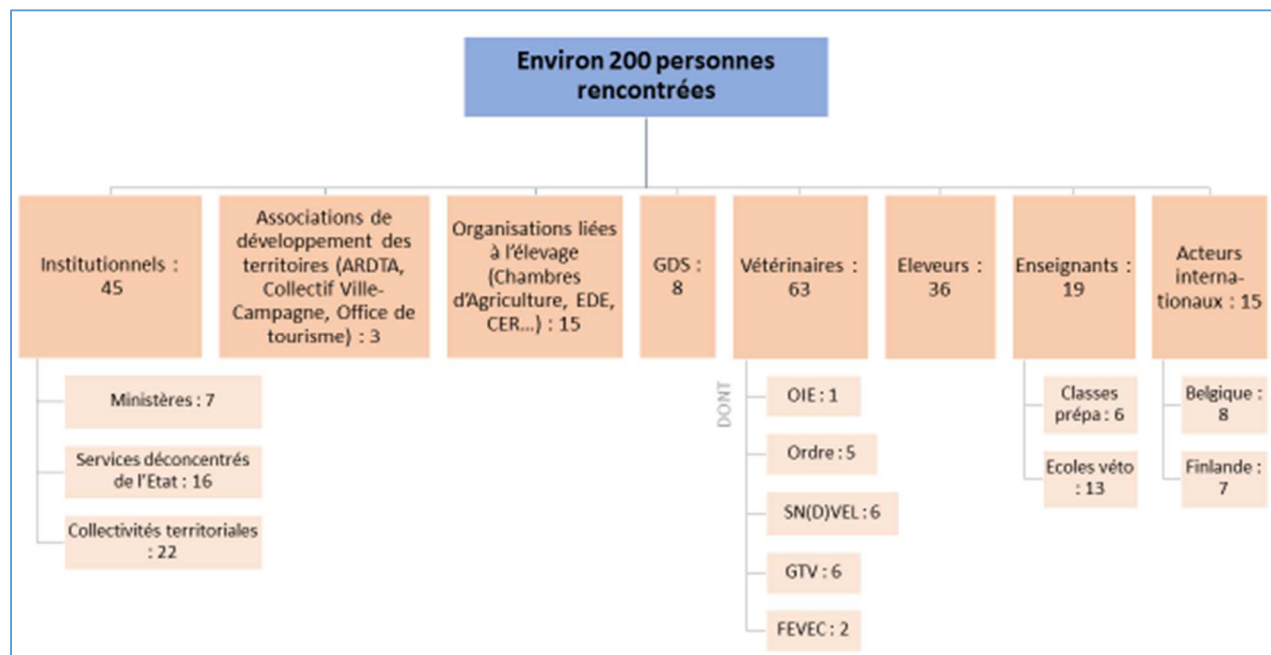 Environ 200 personnes
rencontrées
Institutionnels :
45
Associations de
développement des
territoires (ARDTA,
Collectif Ville-
Campagne, Office de
tourisme) : 3
Organisations liées
à l'élevage
(Chambres
d'Agriculture, EDE,
CER...) : 15
GDS :
8
Vétérinaires :
63
Eleveurs :
36
Enseignants :
19
Acteurs
interna-
tionaux : 15
Ministères : 7
Services déconcentrés
de l'Etat : 16
Collectivités territoriales
: 22
DONT
OIE : 1
Ordre : 5
SN(D)VEL : 6
GTV : 6
FEVEC : 2
Classes
prépa : 6
Ecoles véto
: 13
Belgique :
8
Finlande :
7